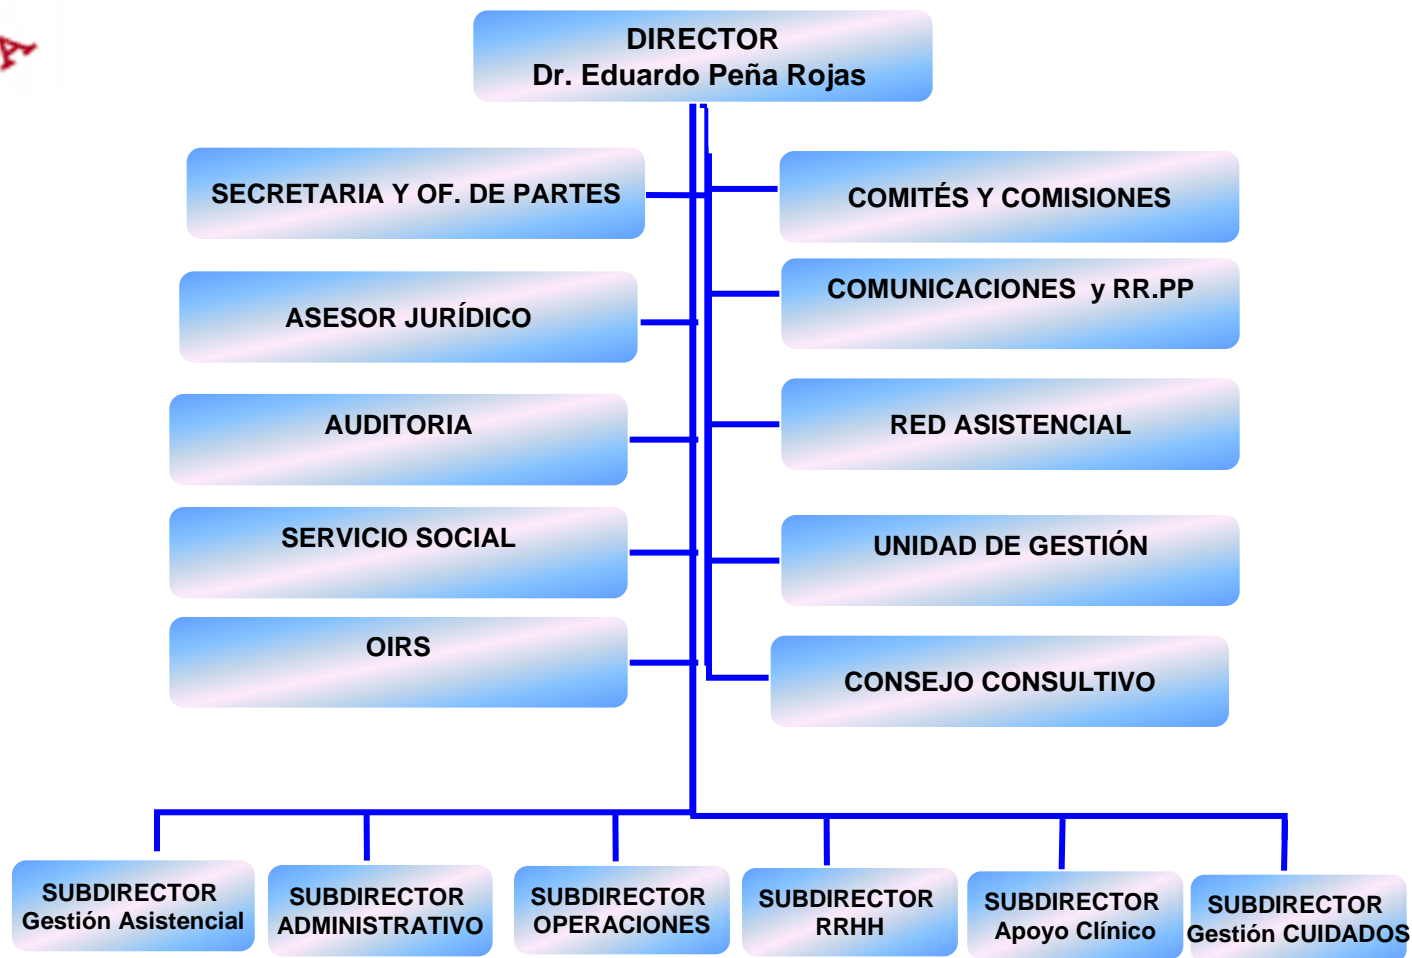 DIRECTOR
Dr. Eduardo Peña Rojas
SECRETARIA Y OF. DE PARTES
COMITÉS Y COMISIONES
ASESOR JURÍDICO
COMUNICACIONES y RR.PP
AUDITORIA
RED ASISTENCIAL
SERVICIO SOCIAL
UNIDAD DE GESTIÓN
OIRS
CONSEJO CONSULTIVO
SUBDIRECTOR
Gestión Asistencial
SUBDIRECTOR
ADMINISTRATIVO
SUBDIRECTOR
OPERACIONES
SUBDIRECTOR
RRHH
SUBDIRECTOR
Apoyo Clínico
SUBDIRECTOR
Gestión CUIDADOS